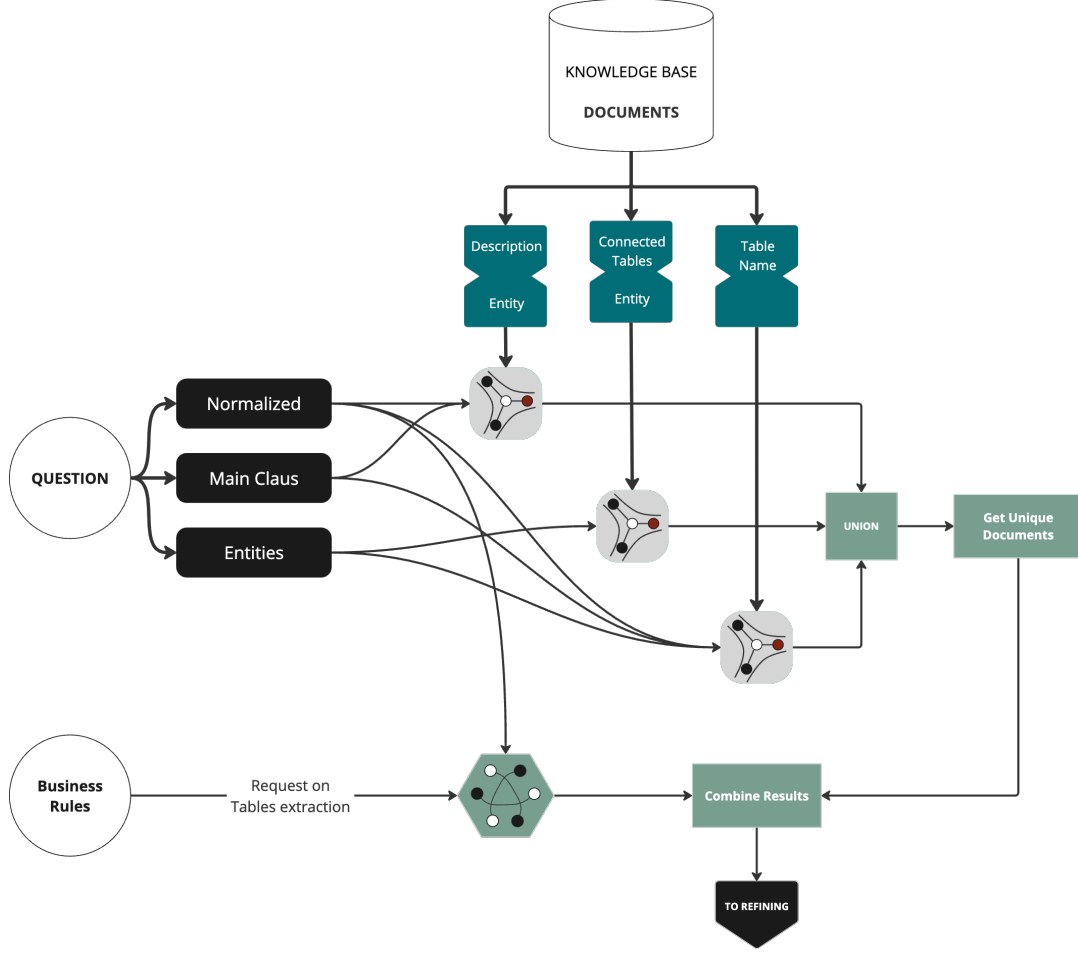 KNOWLEDGE BASE
DOCUMENTS
Description
Entity
Connected
Tables
Entity
Table
Name
QUESTION
Normalized
Main Claus
Entities
UNION
Get Unique
Documents
Business
Rules
Request on
Tables extraction
Combine Results
TO REFINING